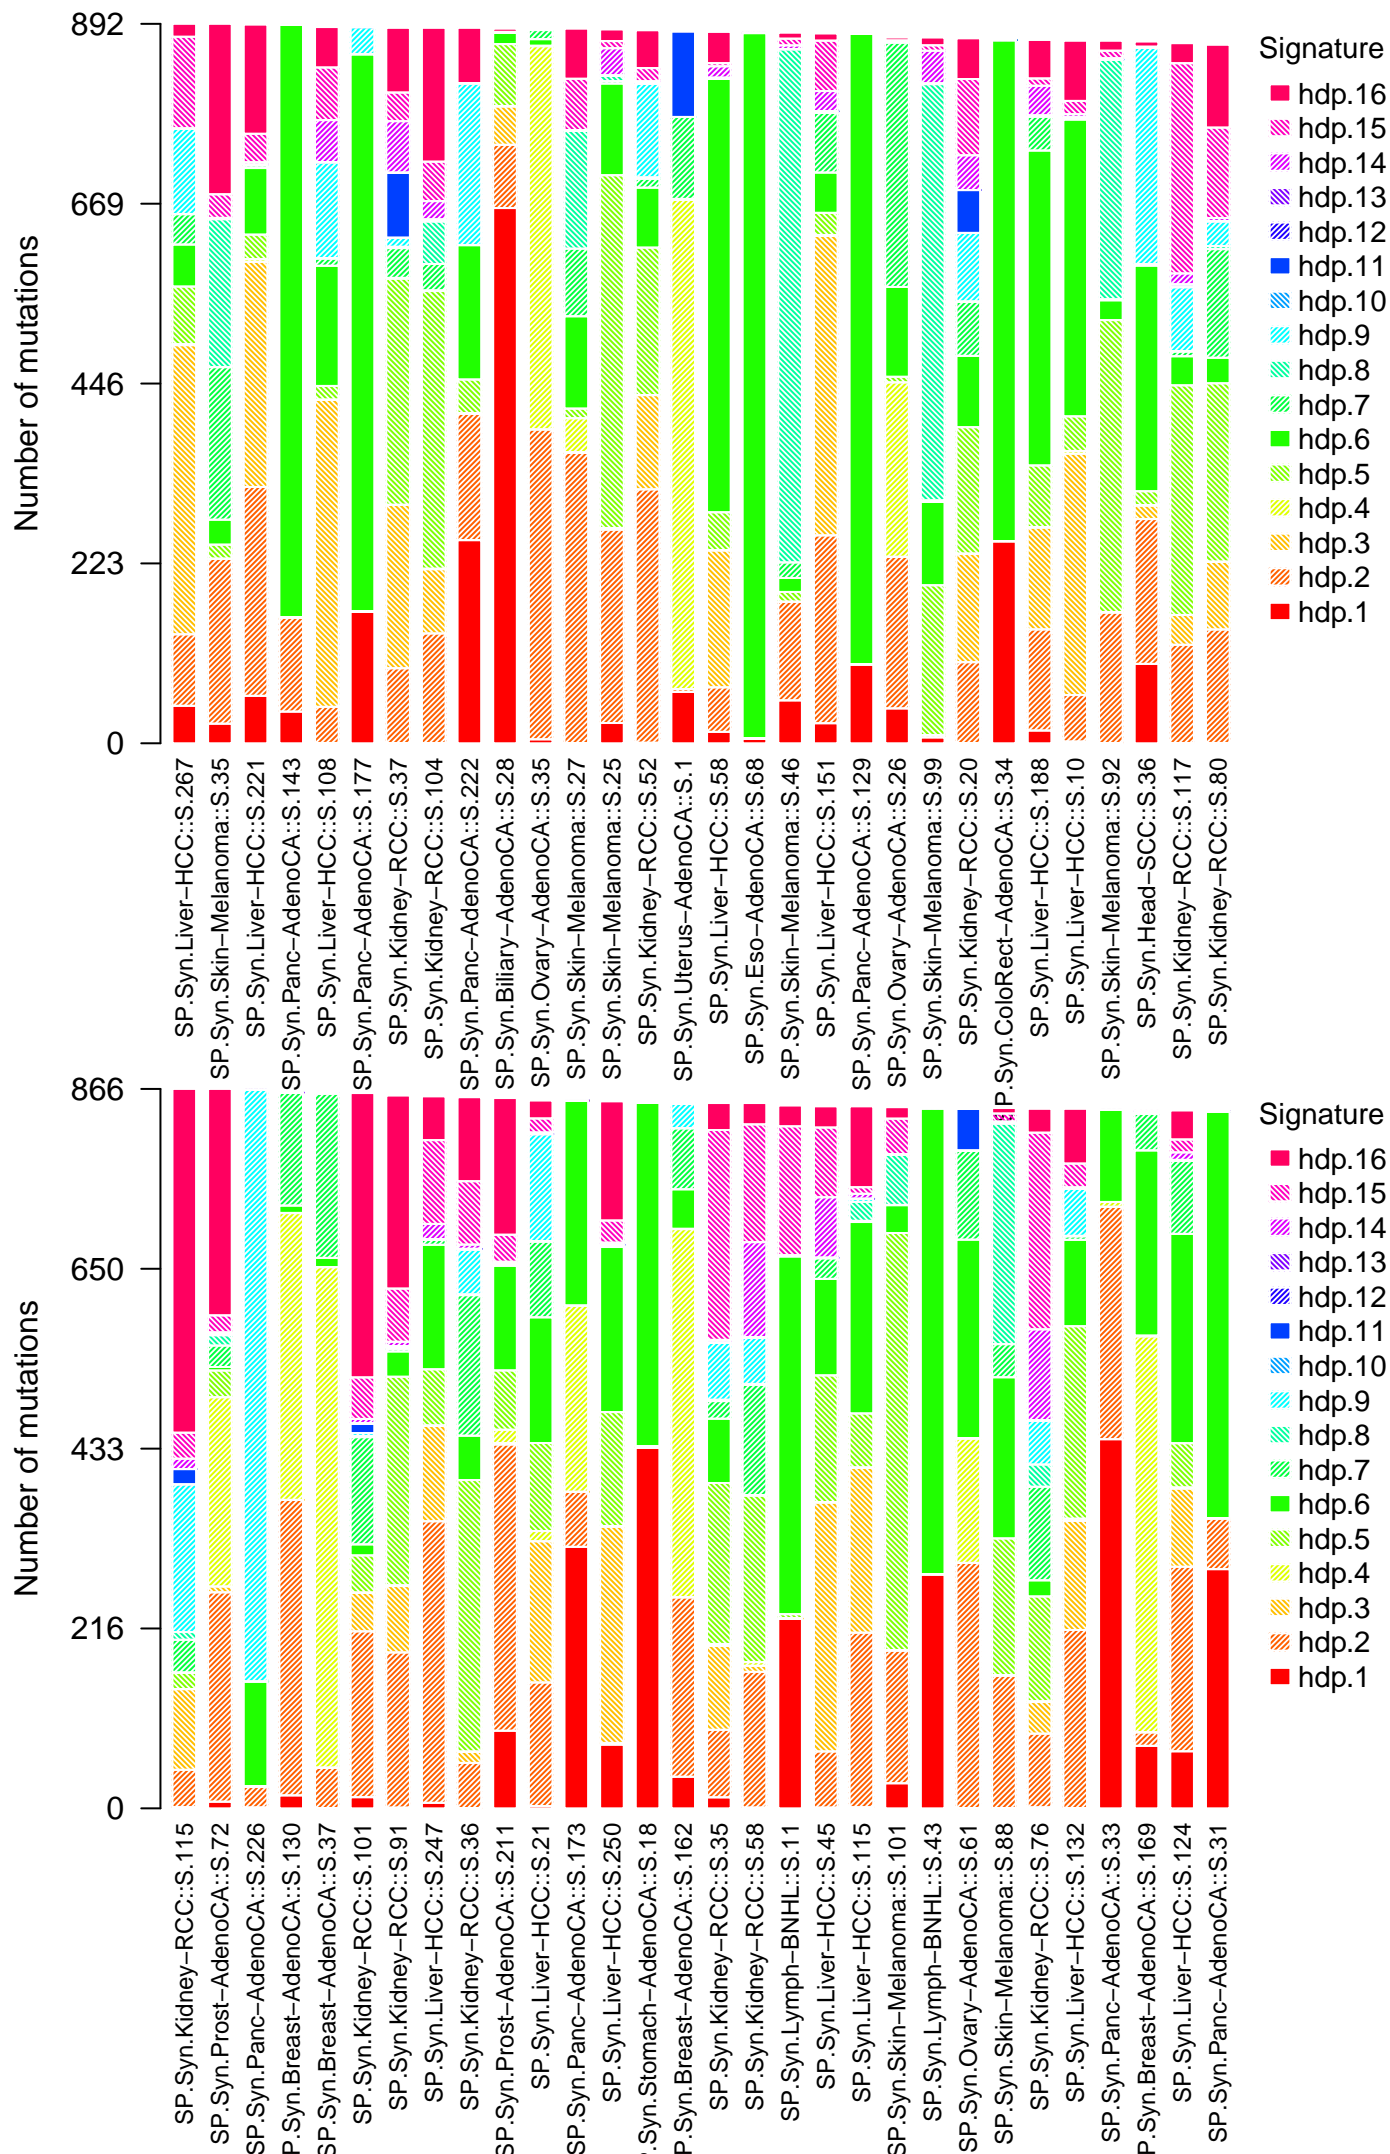 Number of mutations
892
669
446
223
0
Signature
hdp.16
hdp.15
hdp.14
hdp.13
hdp.12
hdp.11
hdp.10
hdp.9
hdp.8
hdp.7
hdp.6
hdp.5
hdp.4
hdp.3
hdp.2
hdp.1
SP.Syn.Liver−HCC::S.267
SP.Syn.Skin−Melanoma::S.35
SP.Syn.Liver−HCC::S.221
SP.Syn.Panc−AdenoCA::S.143
SP.Syn.Liver−HCC::S.108
SP.Syn.Panc−AdenoCA::S.177
SP.Syn.Kidney−RCC::S.37
SP.Syn.Kidney−RCC::S.104
SP.Syn.Panc−AdenoCA::S.222
SP.Syn.Biliary−AdenoCA::S.28
SP.Syn.Ovary−AdenoCA::S.35
SP.Syn.Skin−Melanoma::S.27
SP.Syn.Skin−Melanoma::S.25
SP.Syn.Kidney−RCC::S.52
SP.Syn.Uterus−AdenoCA::S.1
SP.Syn.Liver−HCC::S.58
SP.Syn.Eso−AdenoCA::S.68
SP.Syn.Skin−Melanoma::S.46
SP.Syn.Liver−HCC::S.151
SP.Syn.Panc−AdenoCA::S.129
SP.Syn.Ovary−AdenoCA::S.26
SP.Syn.Skin−Melanoma::S.99
SP.Syn.Kidney−RCC::S.20
P.Syn.ColoRect−AdenoCA::S.34
SP.Syn.Liver−HCC::S.188
SP.Syn.Liver−HCC::S.10
SP.Syn.Skin−Melanoma::S.92
SP.Syn.Head−SCC::S.36
SP.Syn.Kidney−RCC::S.117
SP.Syn.Kidney−RCC::S.80
Number of mutations
866
650
433
216
0
Signature
hdp.16
hdp.15
hdp.14
hdp.13
hdp.12
hdp.11
hdp.10
hdp.9
hdp.8
hdp.7
hdp.6
hdp.5
hdp.4
hdp.3
hdp.2
hdp.1
SP.Syn.Kidney−RCC::S.115
SP.Syn.Prost−AdenoCA::S.72
SP.Syn.Panc−AdenoCA::S.226
SP.Syn.Breast−AdenoCA::S.130
SP.Syn.Breast−AdenoCA::S.37
SP.Syn.Kidney−RCC::S.101
SP.Syn.Kidney−RCC::S.91
SP.Syn.Liver−HCC::S.247
SP.Syn.Kidney−RCC::S.36
SP.Syn.Prost−AdenoCA::S.211
SP.Syn.Liver−HCC::S.21
SP.Syn.Panc−AdenoCA::S.173
SP.Syn.Liver−HCC::S.250
.Syn.Stomach−AdenoCA::S.18
SP.Syn.Breast−AdenoCA::S.162
SP.Syn.Kidney−RCC::S.35
SP.Syn.Kidney−RCC::S.58
SP.Syn.Lymph−BNHL::S.11
SP.Syn.Liver−HCC::S.45
SP.Syn.Liver−HCC::S.115
SP.Syn.Skin−Melanoma::S.101
SP.Syn.Lymph−BNHL::S.43
SP.Syn.Ovary−AdenoCA::S.61
SP.Syn.Skin−Melanoma::S.88
SP.Syn.Kidney−RCC::S.76
SP.Syn.Liver−HCC::S.132
SP.Syn.Panc−AdenoCA::S.33
SP.Syn.Breast−AdenoCA::S.169
SP.Syn.Liver−HCC::S.124
SP.Syn.Panc−AdenoCA::S.31